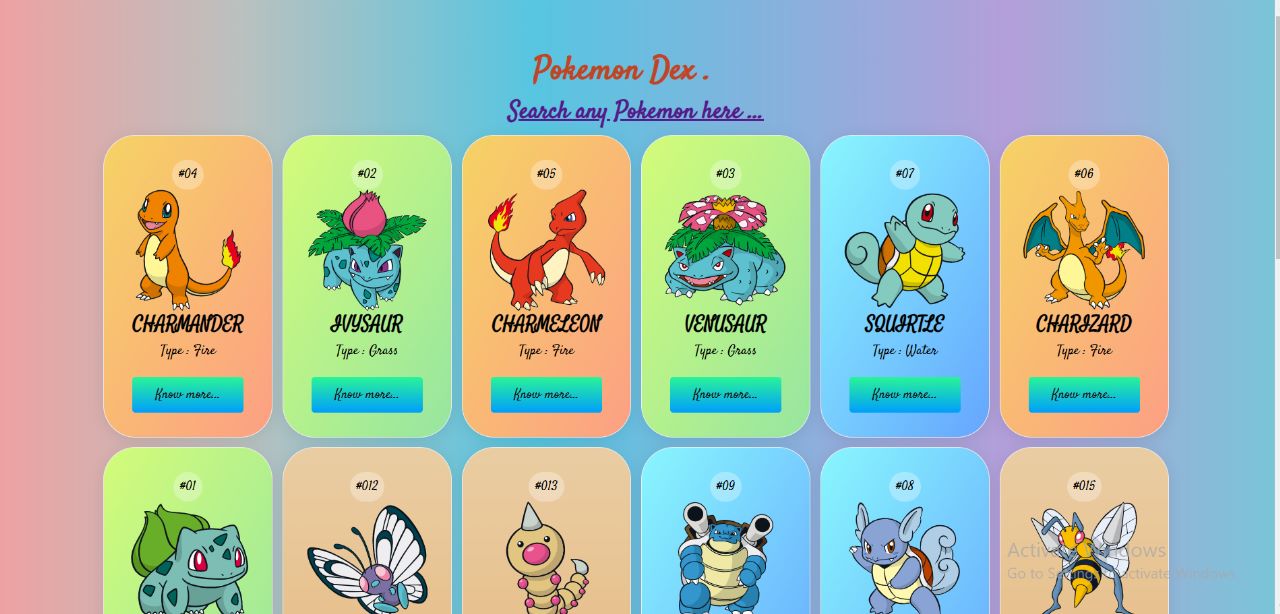 Pokemon Dex .
Search any Pokemon here ...
#04 #02 #05 #03 #07 #06
CHARMANDER IVYSAUR CHARMELEON VENUSAUR SQUIRTLE CHARIZARD
Type : Fire Type : Grass Type : Fire Type : Grass Type : Water Type : Fire
Know more... Know more... Know more... Know more... Know more... Know more...
#01 #012 #013 #09 #08 #015
Activate Windows
Go to Settings to activate Windows.